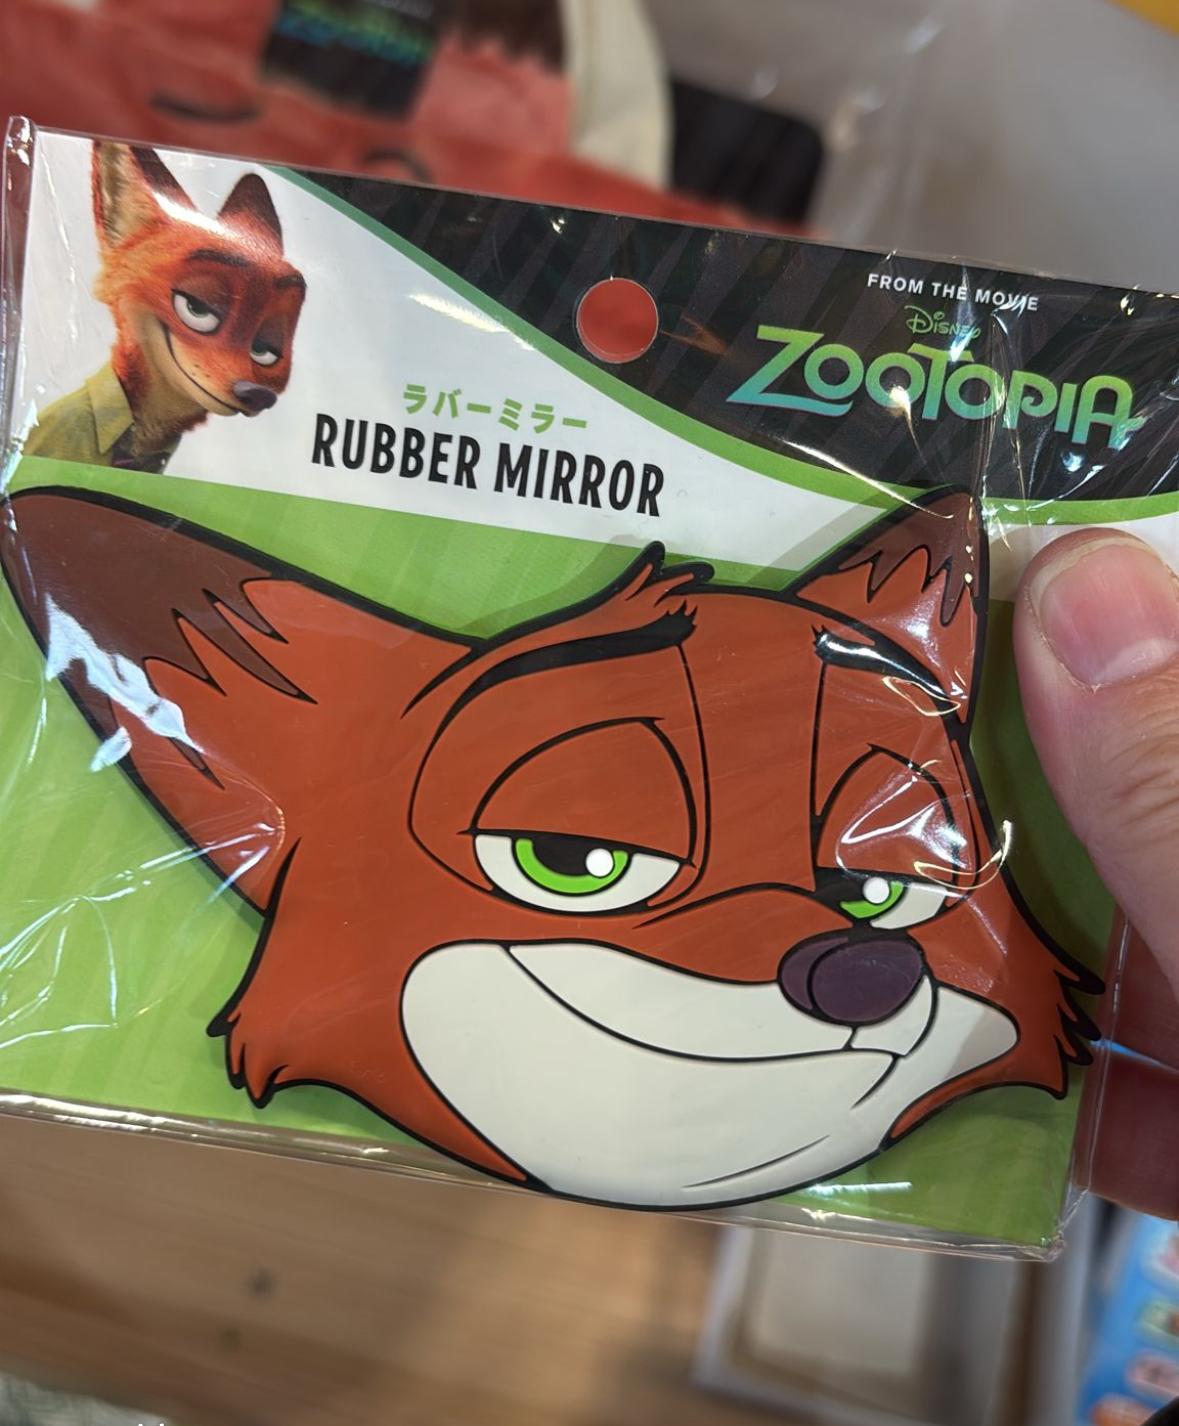 FROM THE MOVIE
Disney
ZOOTOPIA
ラバーミラー
RUBBER MIRROR